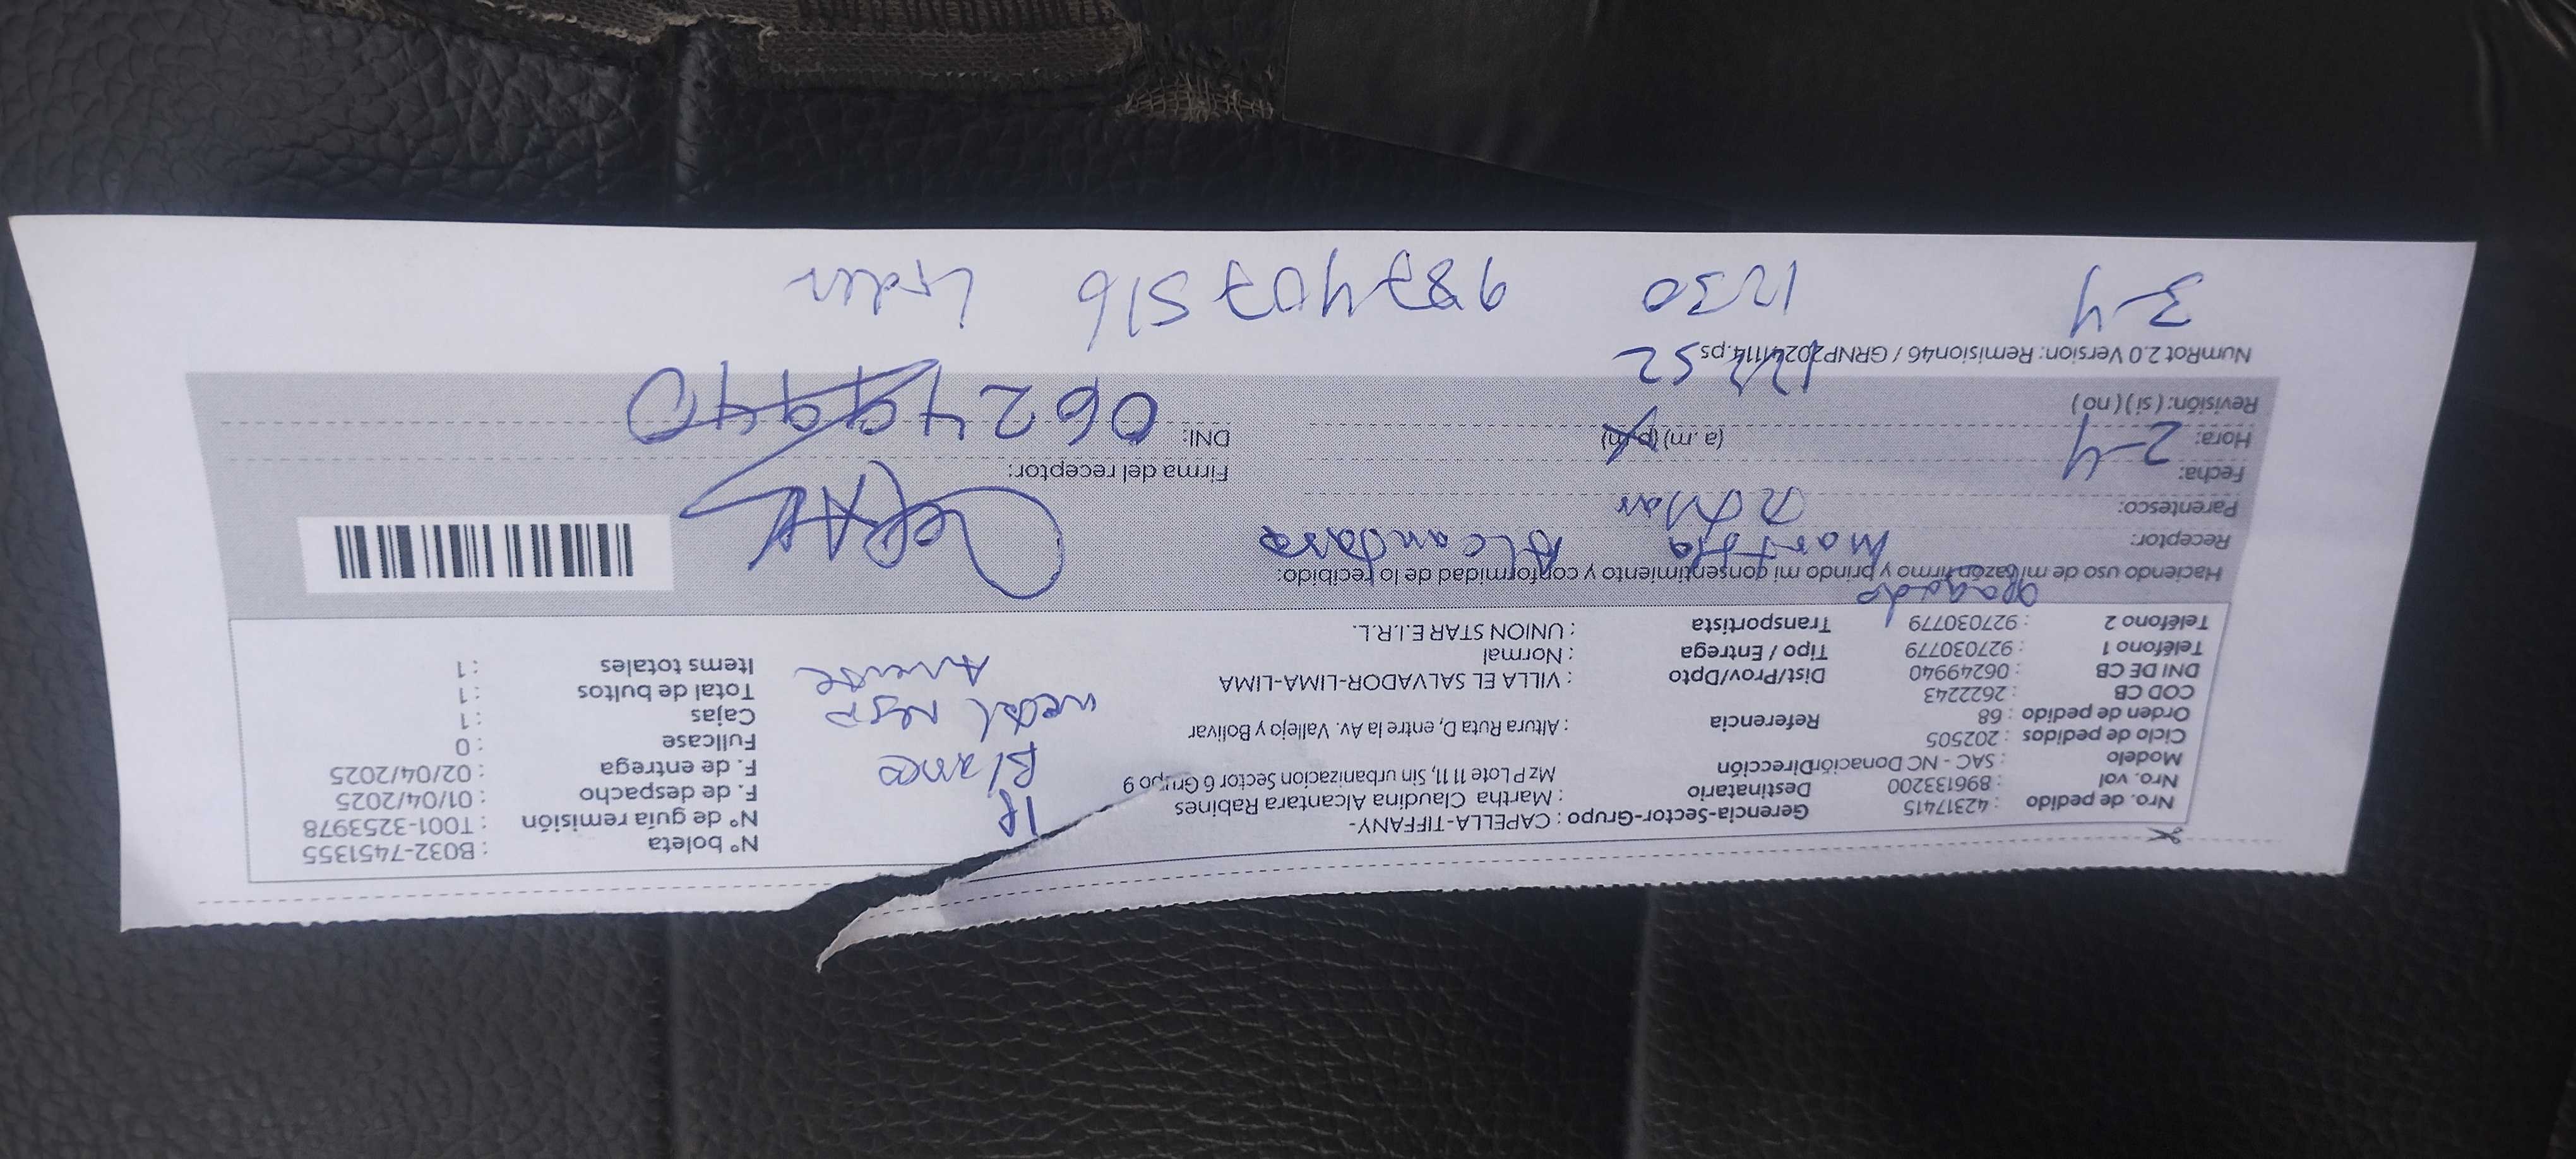 Nro. de pedido : 42317415 Gerencia-Sector-Grupo : CAPELLA-TIFFANY- 1P N° boleta : B032-7451355
Nro. vol : 896133200 Destinatario : Martha Claudina Alcantara Rabines N° de guía remisión : T001-3253978
Modelo : SAC - NC Donación Dirección Mz P Lote 11 11, Sin urbanizacion Sector 6 Grupo 9 Blanco F. de despacho : 01/04/2025
Ciclo de pedidos : 202505 F. de entrega : 02/04/2025
Orden de pedido : 68 Referencia : Altura Ruta D, entre la Av. Vallejo y Bolivar Fullcase : 0
COD CB : 2622243 Cajas : 1
DNI DE CB : 06249940 Dist/Prov/Dpto : VILLA EL SALVADOR-LIMA-LIMA Total de bultos : 1
Teléfono 1 : 927030779 Tipo / Entrega : Normal Items totales : 1
Teléfono 2 : 927030779 Transportista : UNION STAR E.I.R.L.
apagado
Haciendo uso de mi razón firmo y brindo mi consentimiento y conformidad de lo recibido:
Receptor: Martha Alcantara
Parentesco:
Fecha: 2-4 Firma del receptor:
Hora: (a .m) (p.m) DNI: 06249940
Revisión: ( si ) ( no )
NumRot 2.0 Version: Remision46 / GRNP20241114.ps
3-4 1230 987407516